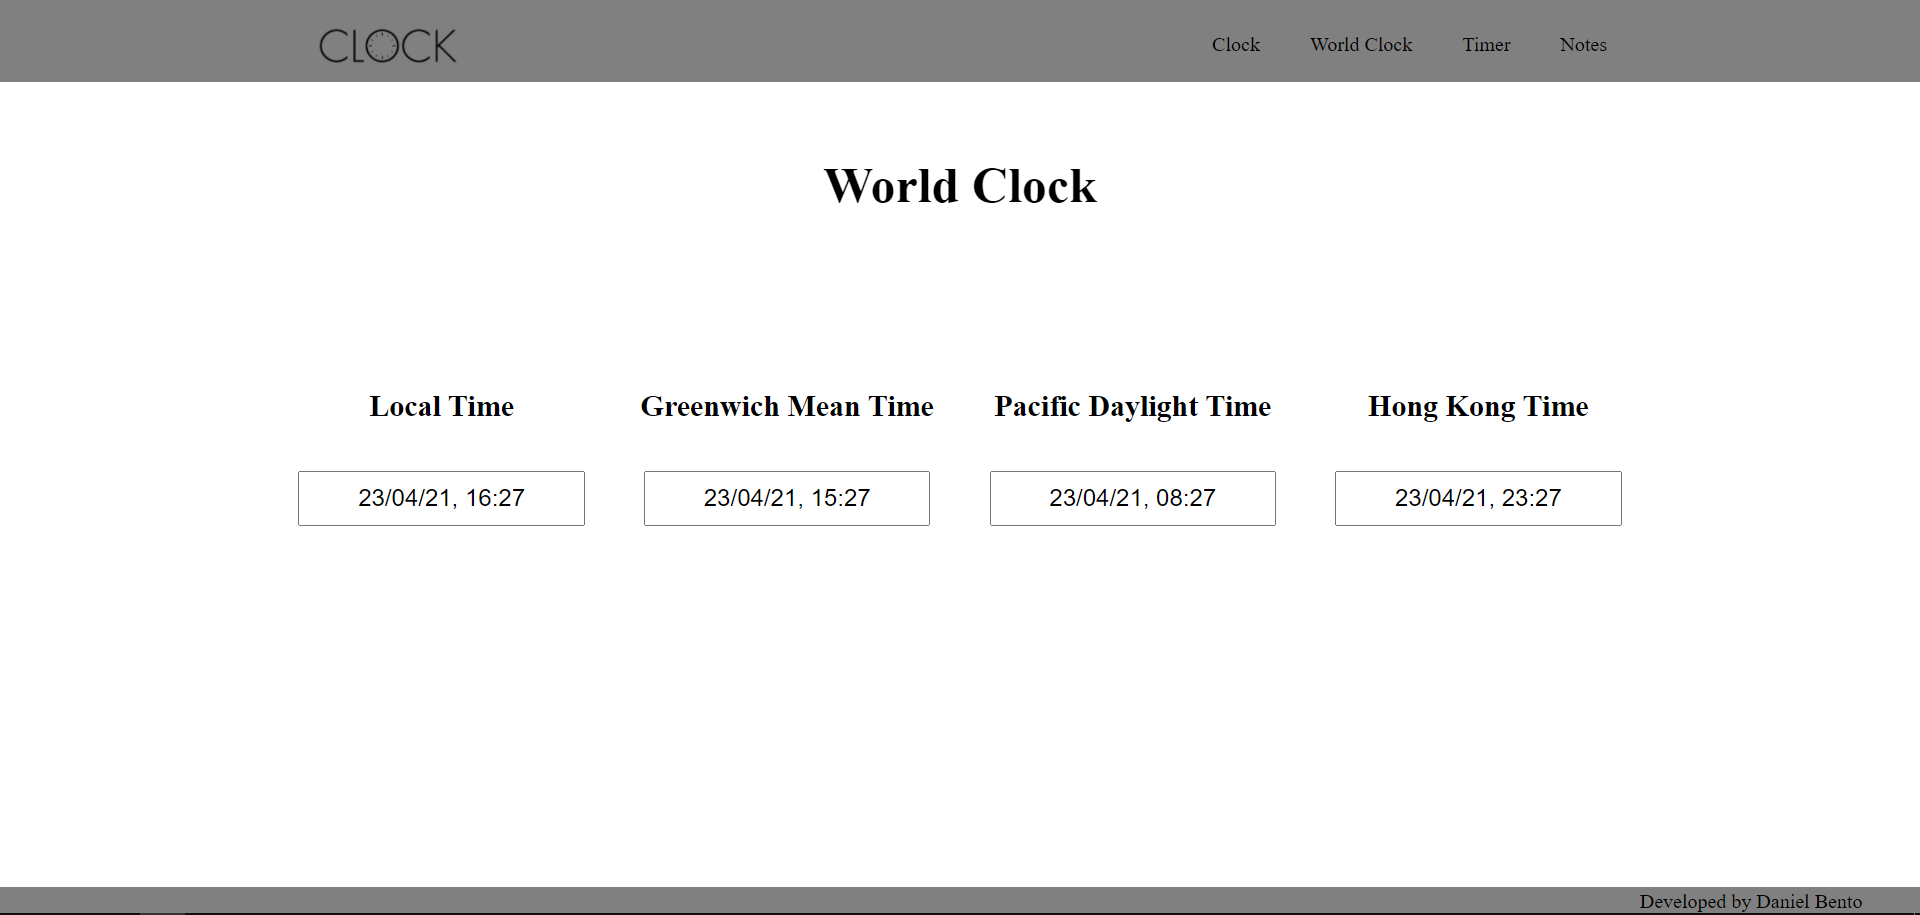 CLOCK
Clock World Clock Timer Notes
World Clock
Local Time Greenwich Mean Time Pacific Daylight Time Hong Kong Time
23/04/21, 16:27 23/04/21, 15:27 23/04/21, 08:27 23/04/21, 23:27
Developed by Daniel Bento